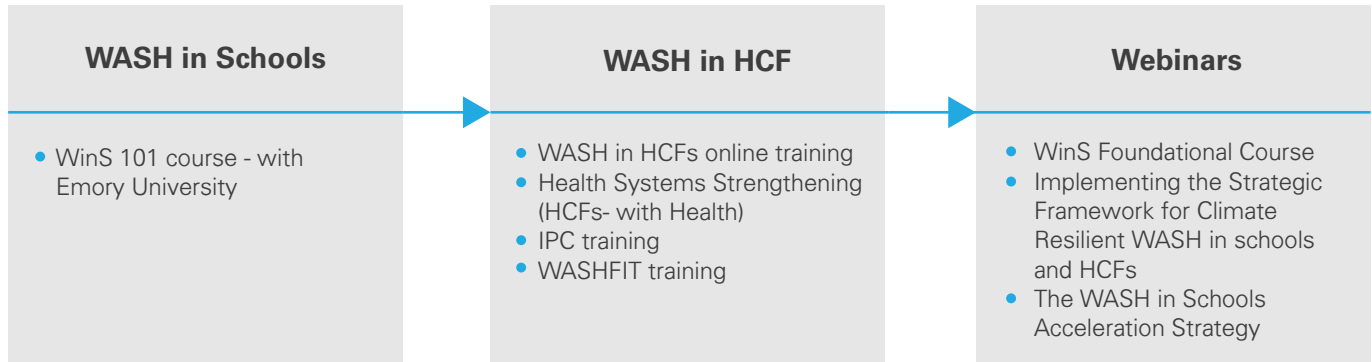 WASH in Schools
WinS 101 course - with
Emory University
WASH in HCF
WASH in HCFs online training
Health Systems Strengthening
(HCFs- with Health)
IPC training
WASHFIT training
Webinars
WinS Foundational Course
Implementing the Strategic
Framework for Climate
Resilient WASH in schools
and HCFs
The WASH in Schools
Acceleration Strategy